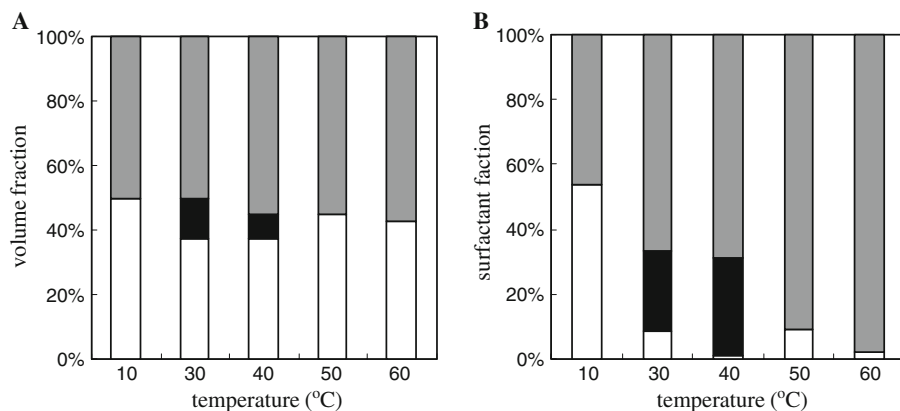 A
100%
80%
60%
40%
20%
0%
volume fraction
10 30 40 50 60
temperature (°C)
B
100%
80%
60%
40%
20%
0%
surfactant faction
10 30 40 50 60
temperature (°C)